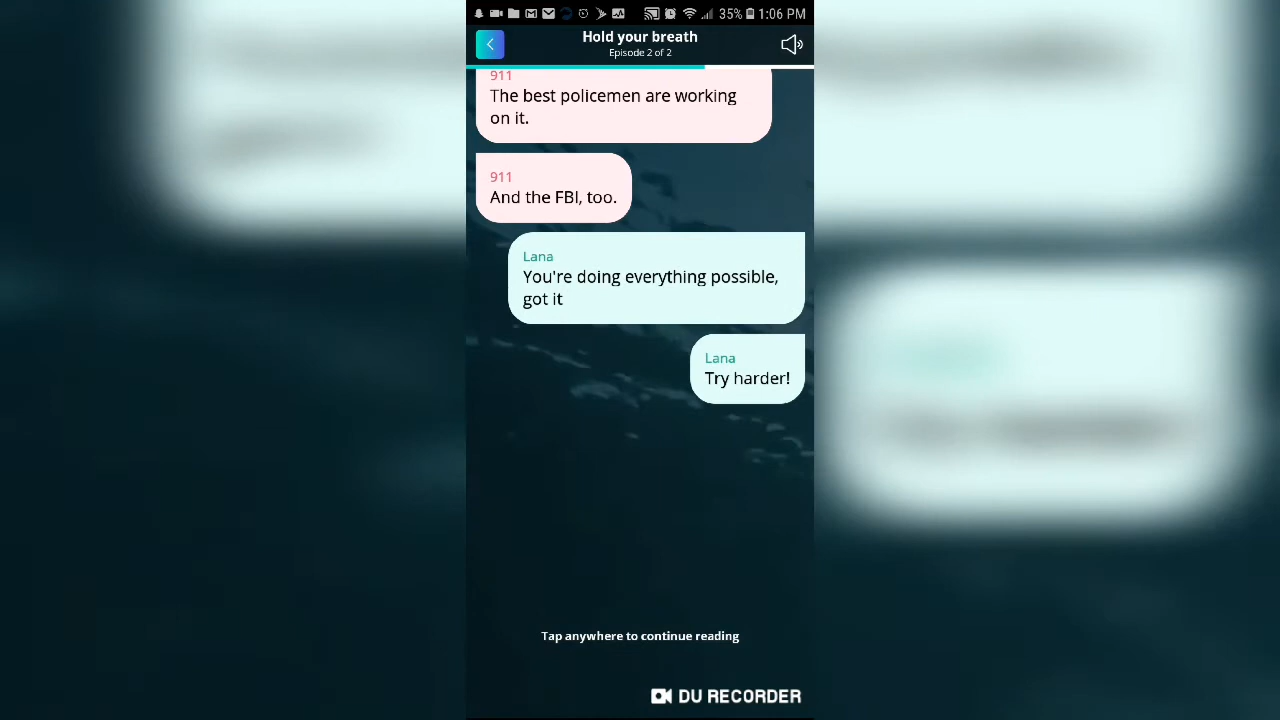 35% 1:06 PM
Hold your breath
Episode 2 of 2
911
The best policemen are working
on it.
911
And the FBI, too.
Lana
You're doing everything possible,
got it
Lana
Try harder!
Tap anywhere to continue reading
DU RECORDER